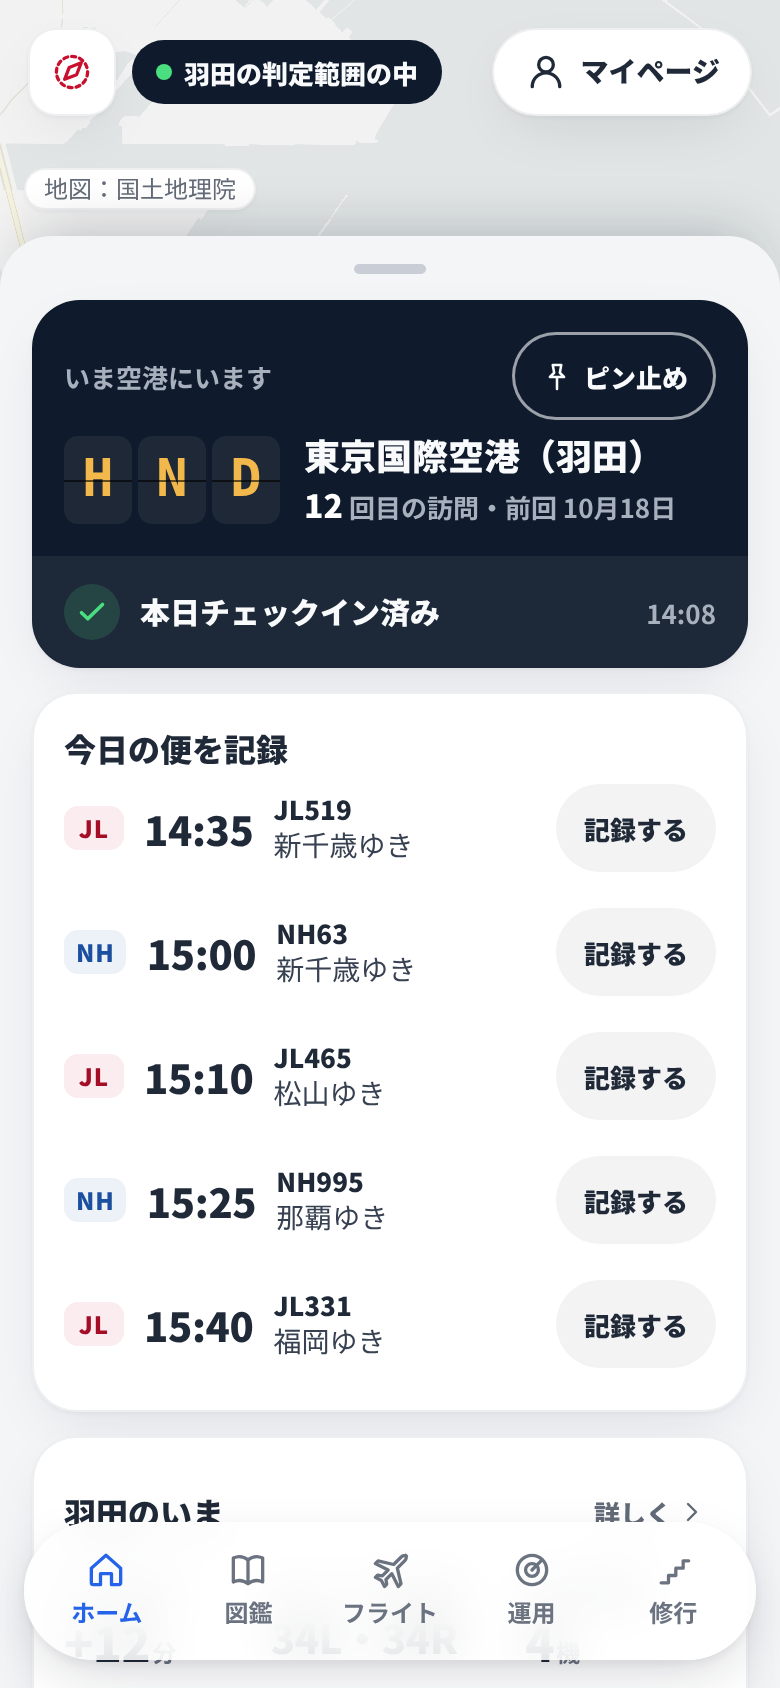 羽田の判定範囲の中
マイページ
地図：国土地理院
いま空港にいます
ピン止め
HND
東京国際空港（羽田）
12 回目の訪問・前回 10月18日
本日チェックイン済み
14:08
今日の便を記録
JL 14:35 JL519 新千歳ゆき 記録する
NH 15:00 NH63 新千歳ゆき 記録する
JL 15:10 JL465 松山ゆき 記録する
NH 15:25 NH995 那覇ゆき 記録する
JL 15:40 JL331 福岡ゆき 記録する
羽田のいま
詳しく
+12分 34L・34R 4機
ホーム
図鑑
フライト
運用
修行